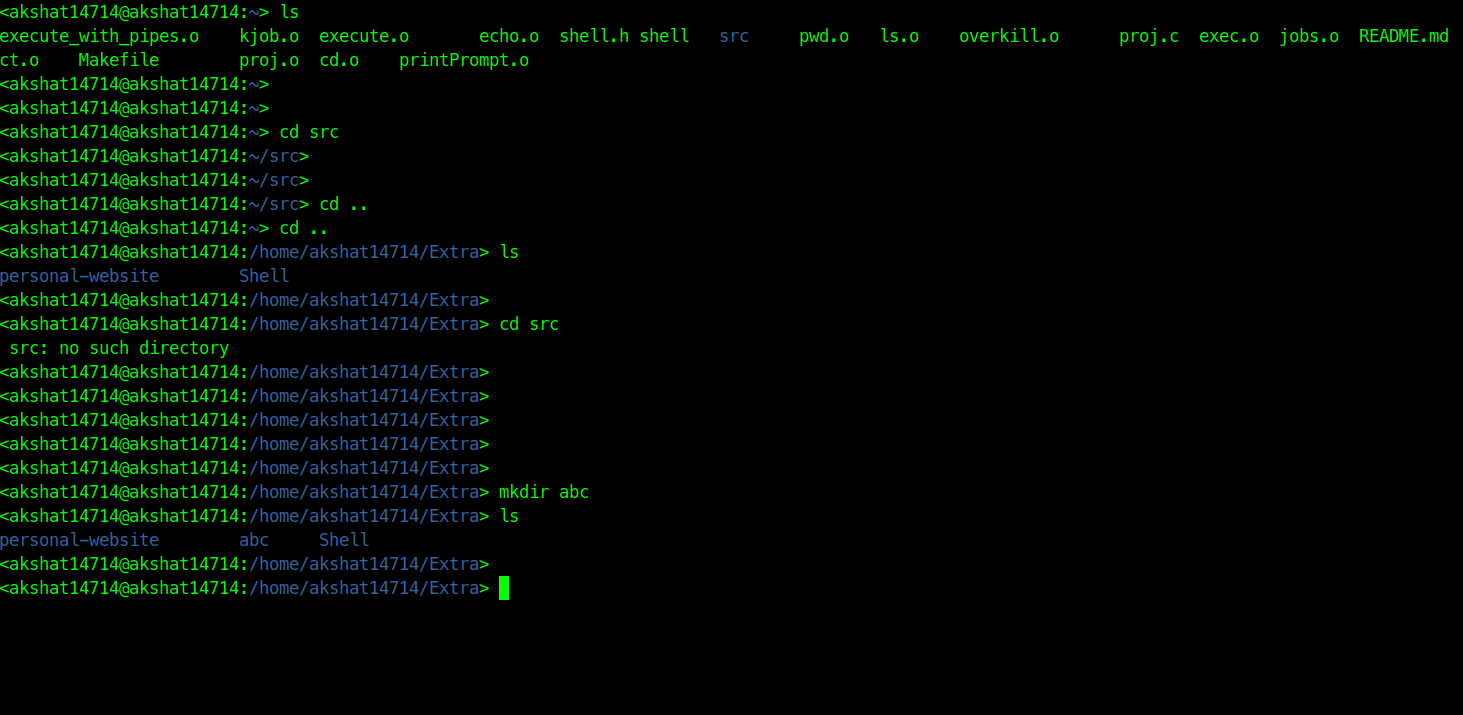 <akshat14714@akshat14714:~> ls
execute_with_pipes.o    kjob.o  execute.o       echo.o  shell.h shell   src     pwd.o   ls.o    overkill.o      proj.c  exec.o  jobs.o  README.md
ct.o    Makefile        proj.o  cd.o    printPrompt.o
<akshat14714@akshat14714:~>
<akshat14714@akshat14714:~>
<akshat14714@akshat14714:~> cd src
<akshat14714@akshat14714:~/src>
<akshat14714@akshat14714:~/src>
<akshat14714@akshat14714:~/src> cd ..
<akshat14714@akshat14714:~> cd ..
<akshat14714@akshat14714:/home/akshat14714/Extra> ls
personal-website        Shell
<akshat14714@akshat14714:/home/akshat14714/Extra>
<akshat14714@akshat14714:/home/akshat14714/Extra> cd src
 src: no such directory
<akshat14714@akshat14714:/home/akshat14714/Extra>
<akshat14714@akshat14714:/home/akshat14714/Extra>
<akshat14714@akshat14714:/home/akshat14714/Extra>
<akshat14714@akshat14714:/home/akshat14714/Extra>
<akshat14714@akshat14714:/home/akshat14714/Extra>
<akshat14714@akshat14714:/home/akshat14714/Extra> mkdir abc
<akshat14714@akshat14714:/home/akshat14714/Extra> ls
personal-website        abc     Shell
<akshat14714@akshat14714:/home/akshat14714/Extra>
<akshat14714@akshat14714:/home/akshat14714/Extra>